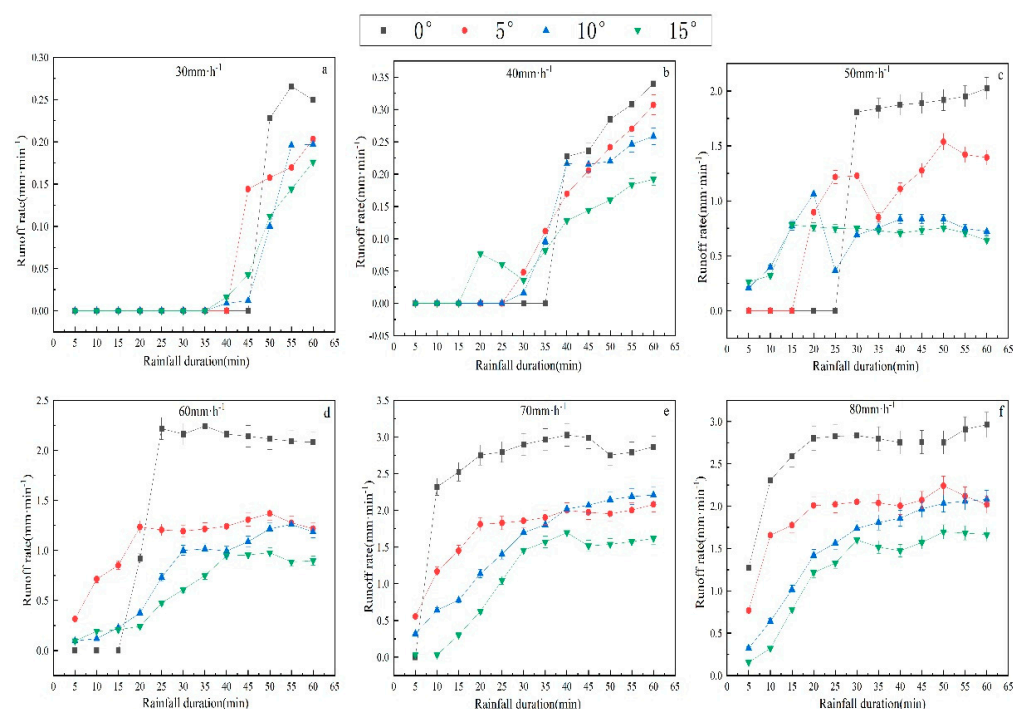 0° 5° 10° 15°
30mm·h⁻¹ a
Runoff rate(mm·min⁻¹)
0.30
0.25
0.20
0.15
0.10
0.05
0.00
0 5 10 15 20 25 30 35 40 45 50 55 60 65
Rainfall duration(min)
40mm·h⁻¹ b
Runoff rate(mm·min⁻¹)
0.35
0.30
0.25
0.20
0.15
0.10
0.05
0.00
-0.05
0 5 10 15 20 25 30 35 40 45 50 55 60 65
Rainfall duration(min)
50mm·h⁻¹ c
Runoff rate(mm·min⁻¹)
2.0
1.5
1.0
0.5
0.0
0 5 10 15 20 25 30 35 40 45 50 55 60 65
Rainfall duration(min)
60mm·h⁻¹ d
Runoff rate(mm·min⁻¹)
2.5
2.0
1.5
1.0
0.5
0.0
0 5 10 15 20 25 30 35 40 45 50 55 60 65
Rainfall duration(min)
70mm·h⁻¹ e
Runoff rate(mm·min⁻¹)
3.0
2.5
2.0
1.5
1.0
0.5
0.0
0 5 10 15 20 25 30 35 40 45 50 55 60 65
Rainfall duration(min)
80mm·h⁻¹ f
Runoff rate(mm·min⁻¹)
3.0
2.5
2.0
1.5
1.0
0.5
0.0
0 5 10 15 20 25 30 35 40 45 50 55 60 65
Rainfall duration(min)